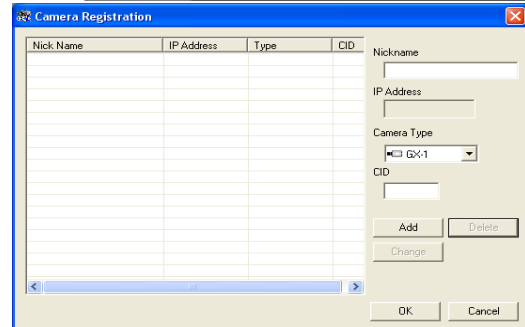 Camera Registration
Nick Name IP Address Type CID
Nickname
IP Address
Camera Type
GX-1
CID
Add Delete
Change
OK Cancel